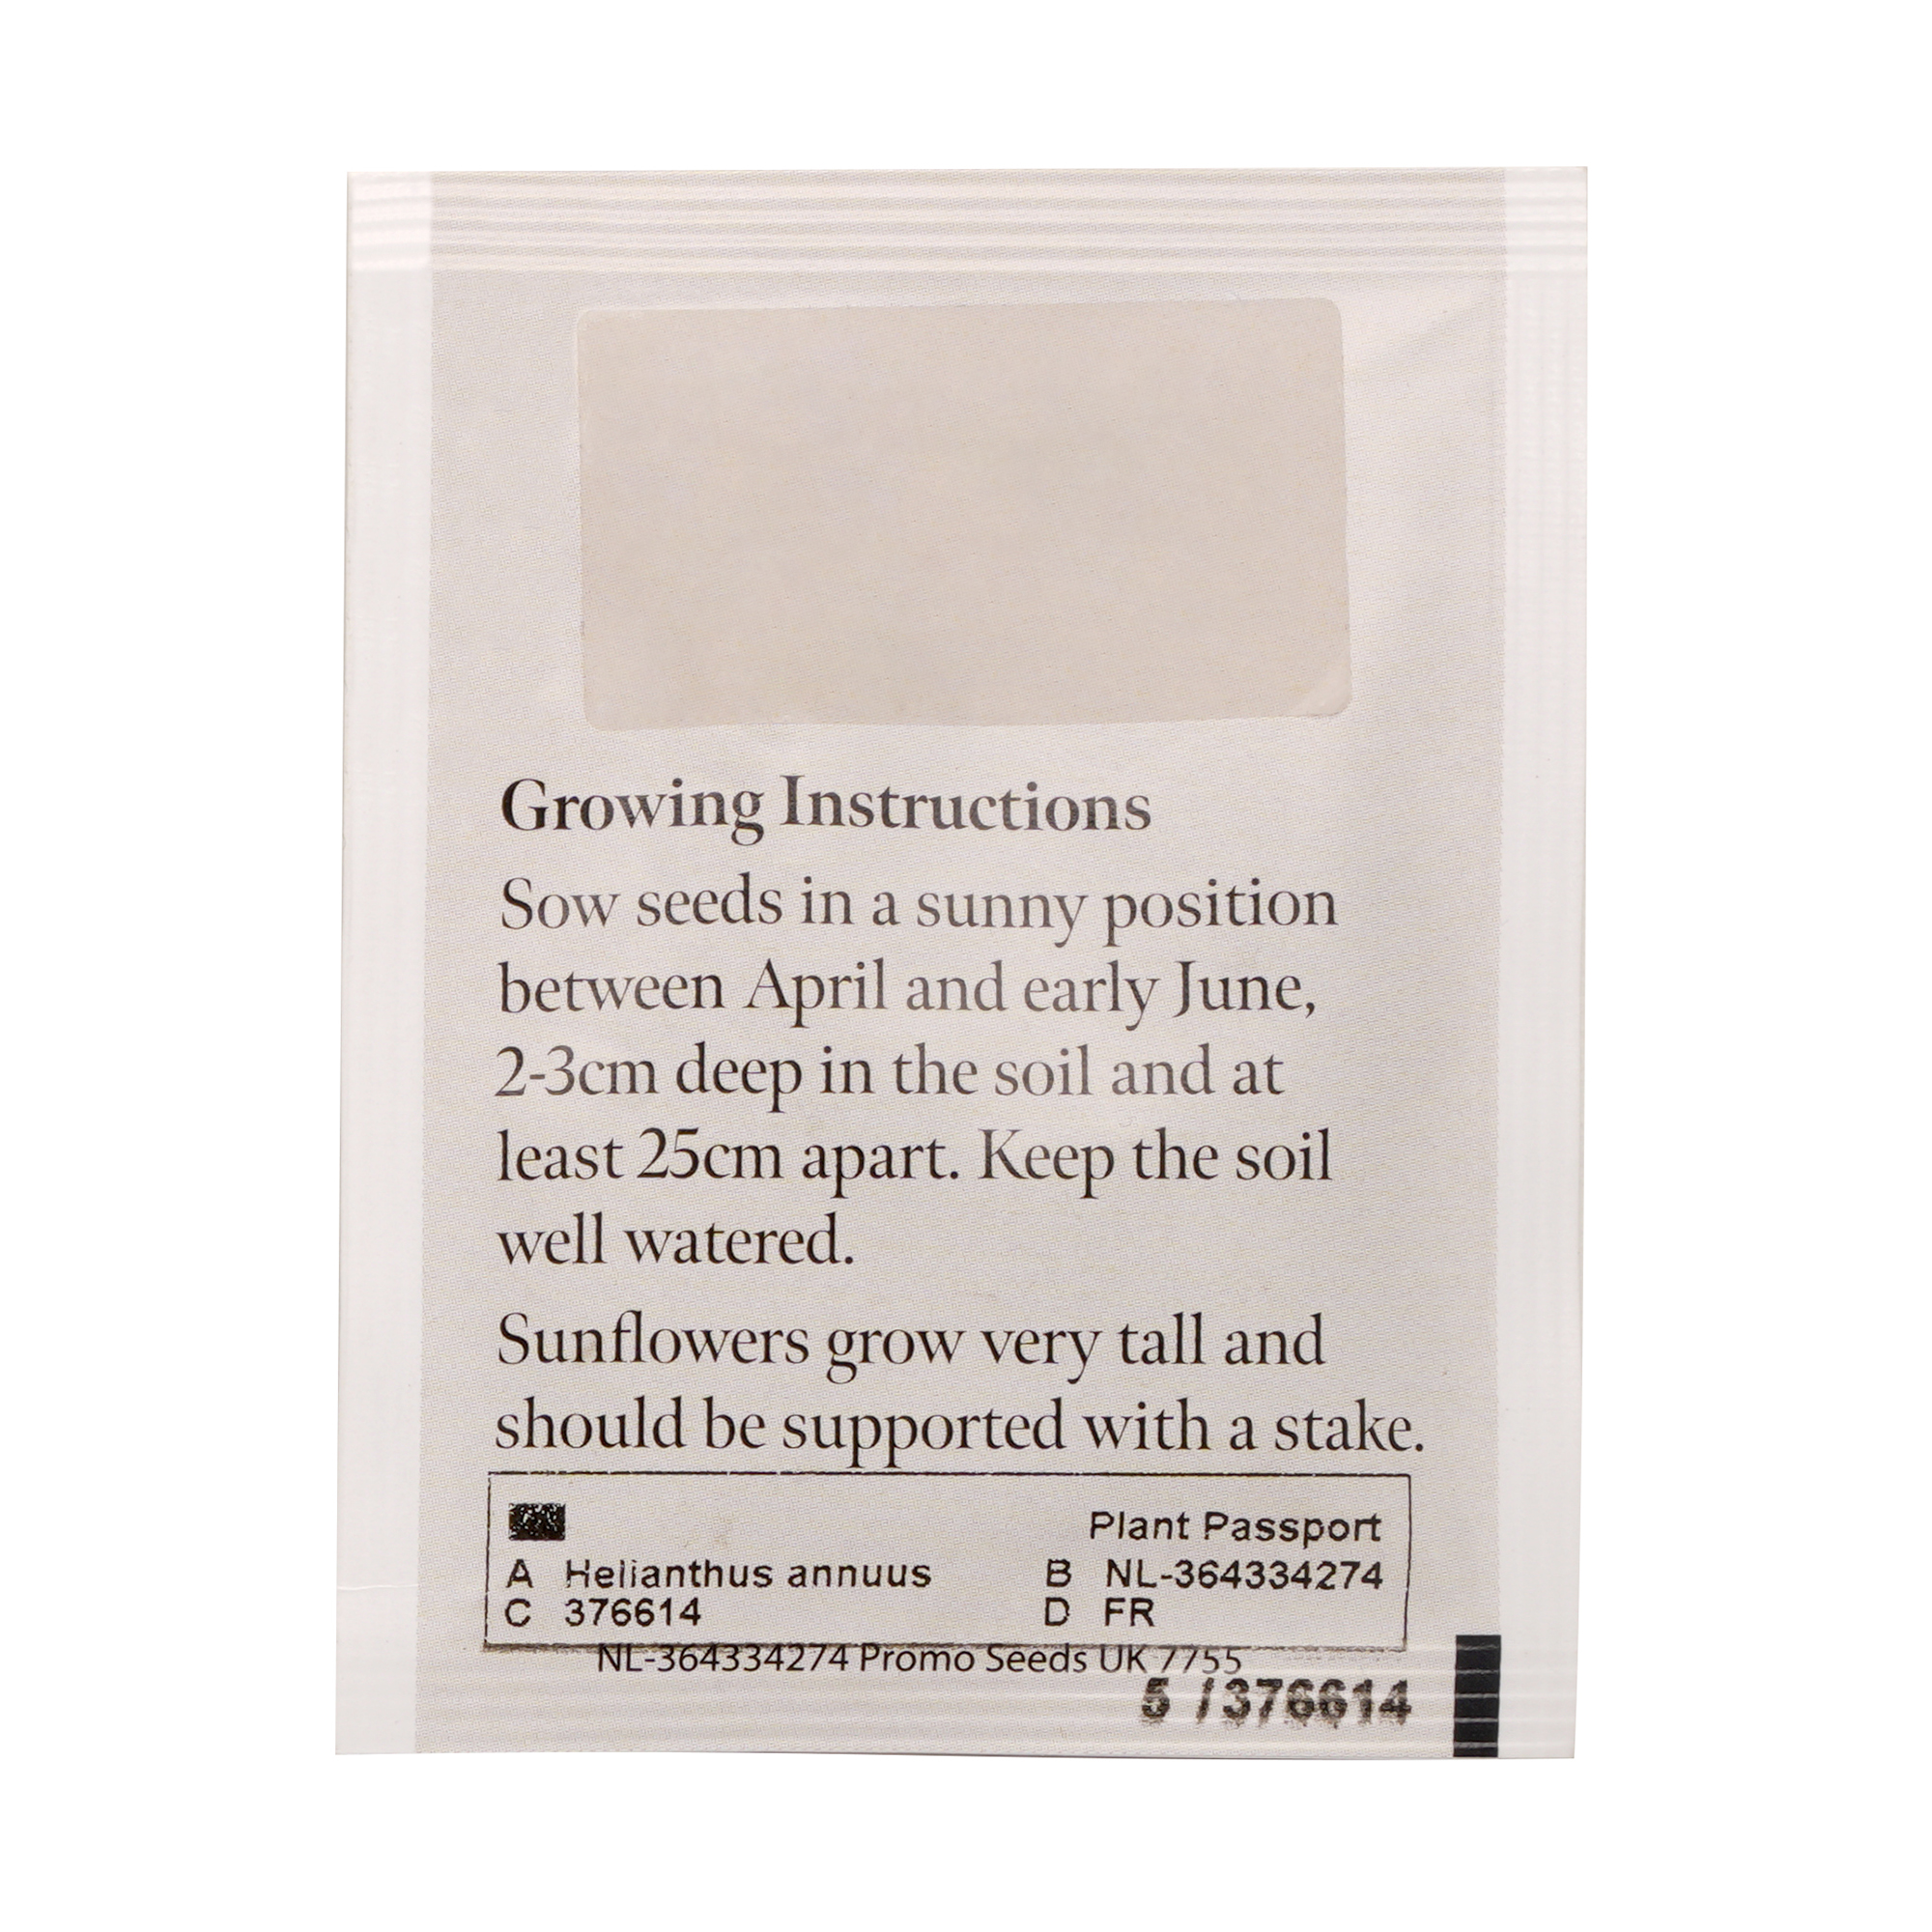 Growing Instructions
Sow seeds in a sunny position
between April and early June,
2-3cm deep in the soil and at
least 25cm apart. Keep the soil
well watered.
Sunflowers grow very tall and
should be supported with a stake.
Plant Passport
A Helianthus annuus B NL-364334274
C 376614 D FR
NL-364334274 Promo Seeds UK 7755
5 /376614